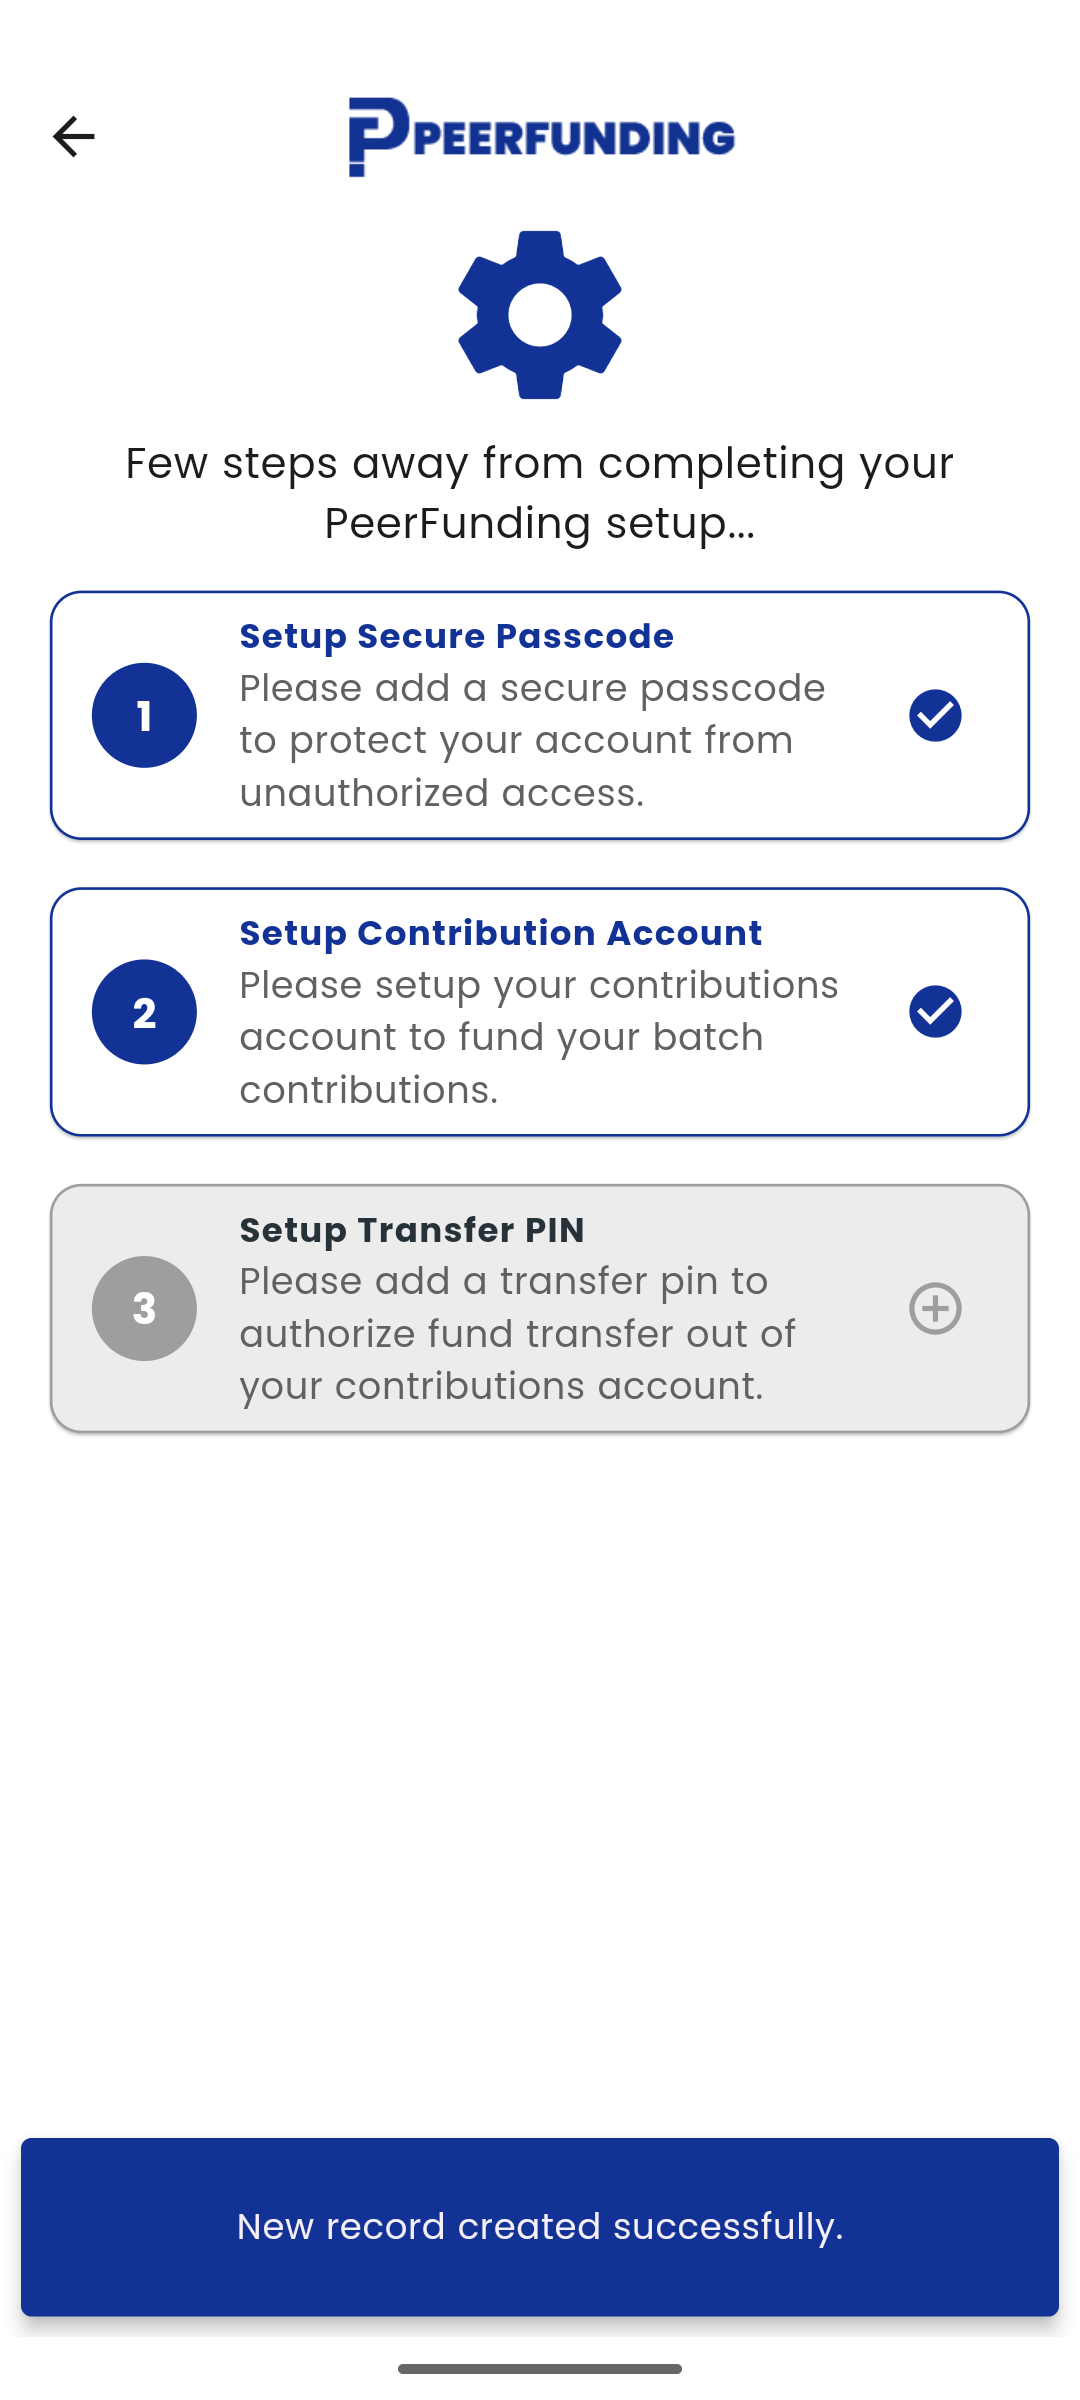 PEERFUNDING
Few steps away from completing your
PeerFunding setup...
Setup Secure Passcode
1
Please add a secure passcode
to protect your account from
unauthorized access.
Setup Contribution Account
2
Please setup your contributions
account to fund your batch
contributions.
Setup Transfer PIN
3
Please add a transfer pin to
authorize fund transfer out of
your contributions account.
New record created successfully.